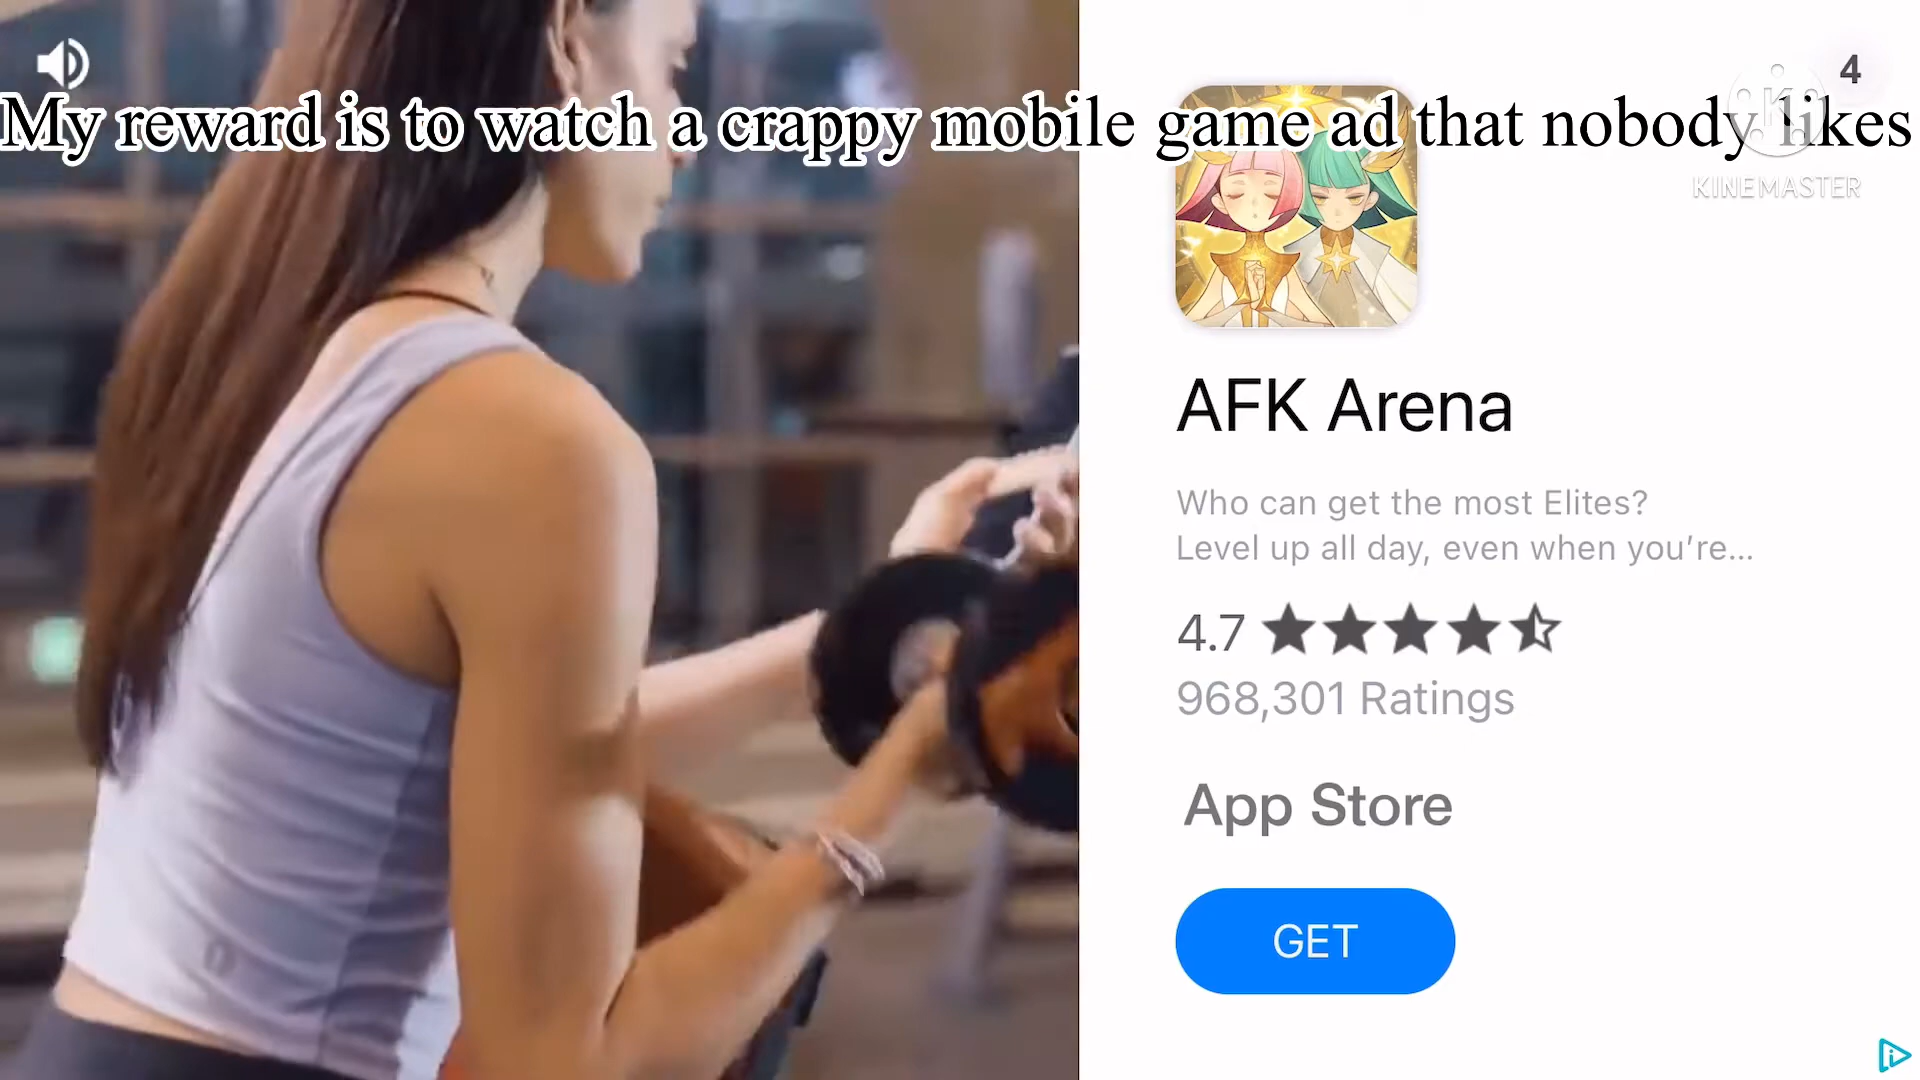 4
My reward is to watch a crappy mobile game ad that nobody likes
K
KINEMASTER
AFK Arena
Who can get the most Elites?
Level up all day, even when you're...
4.7
968,301 Ratings
App Store
GET